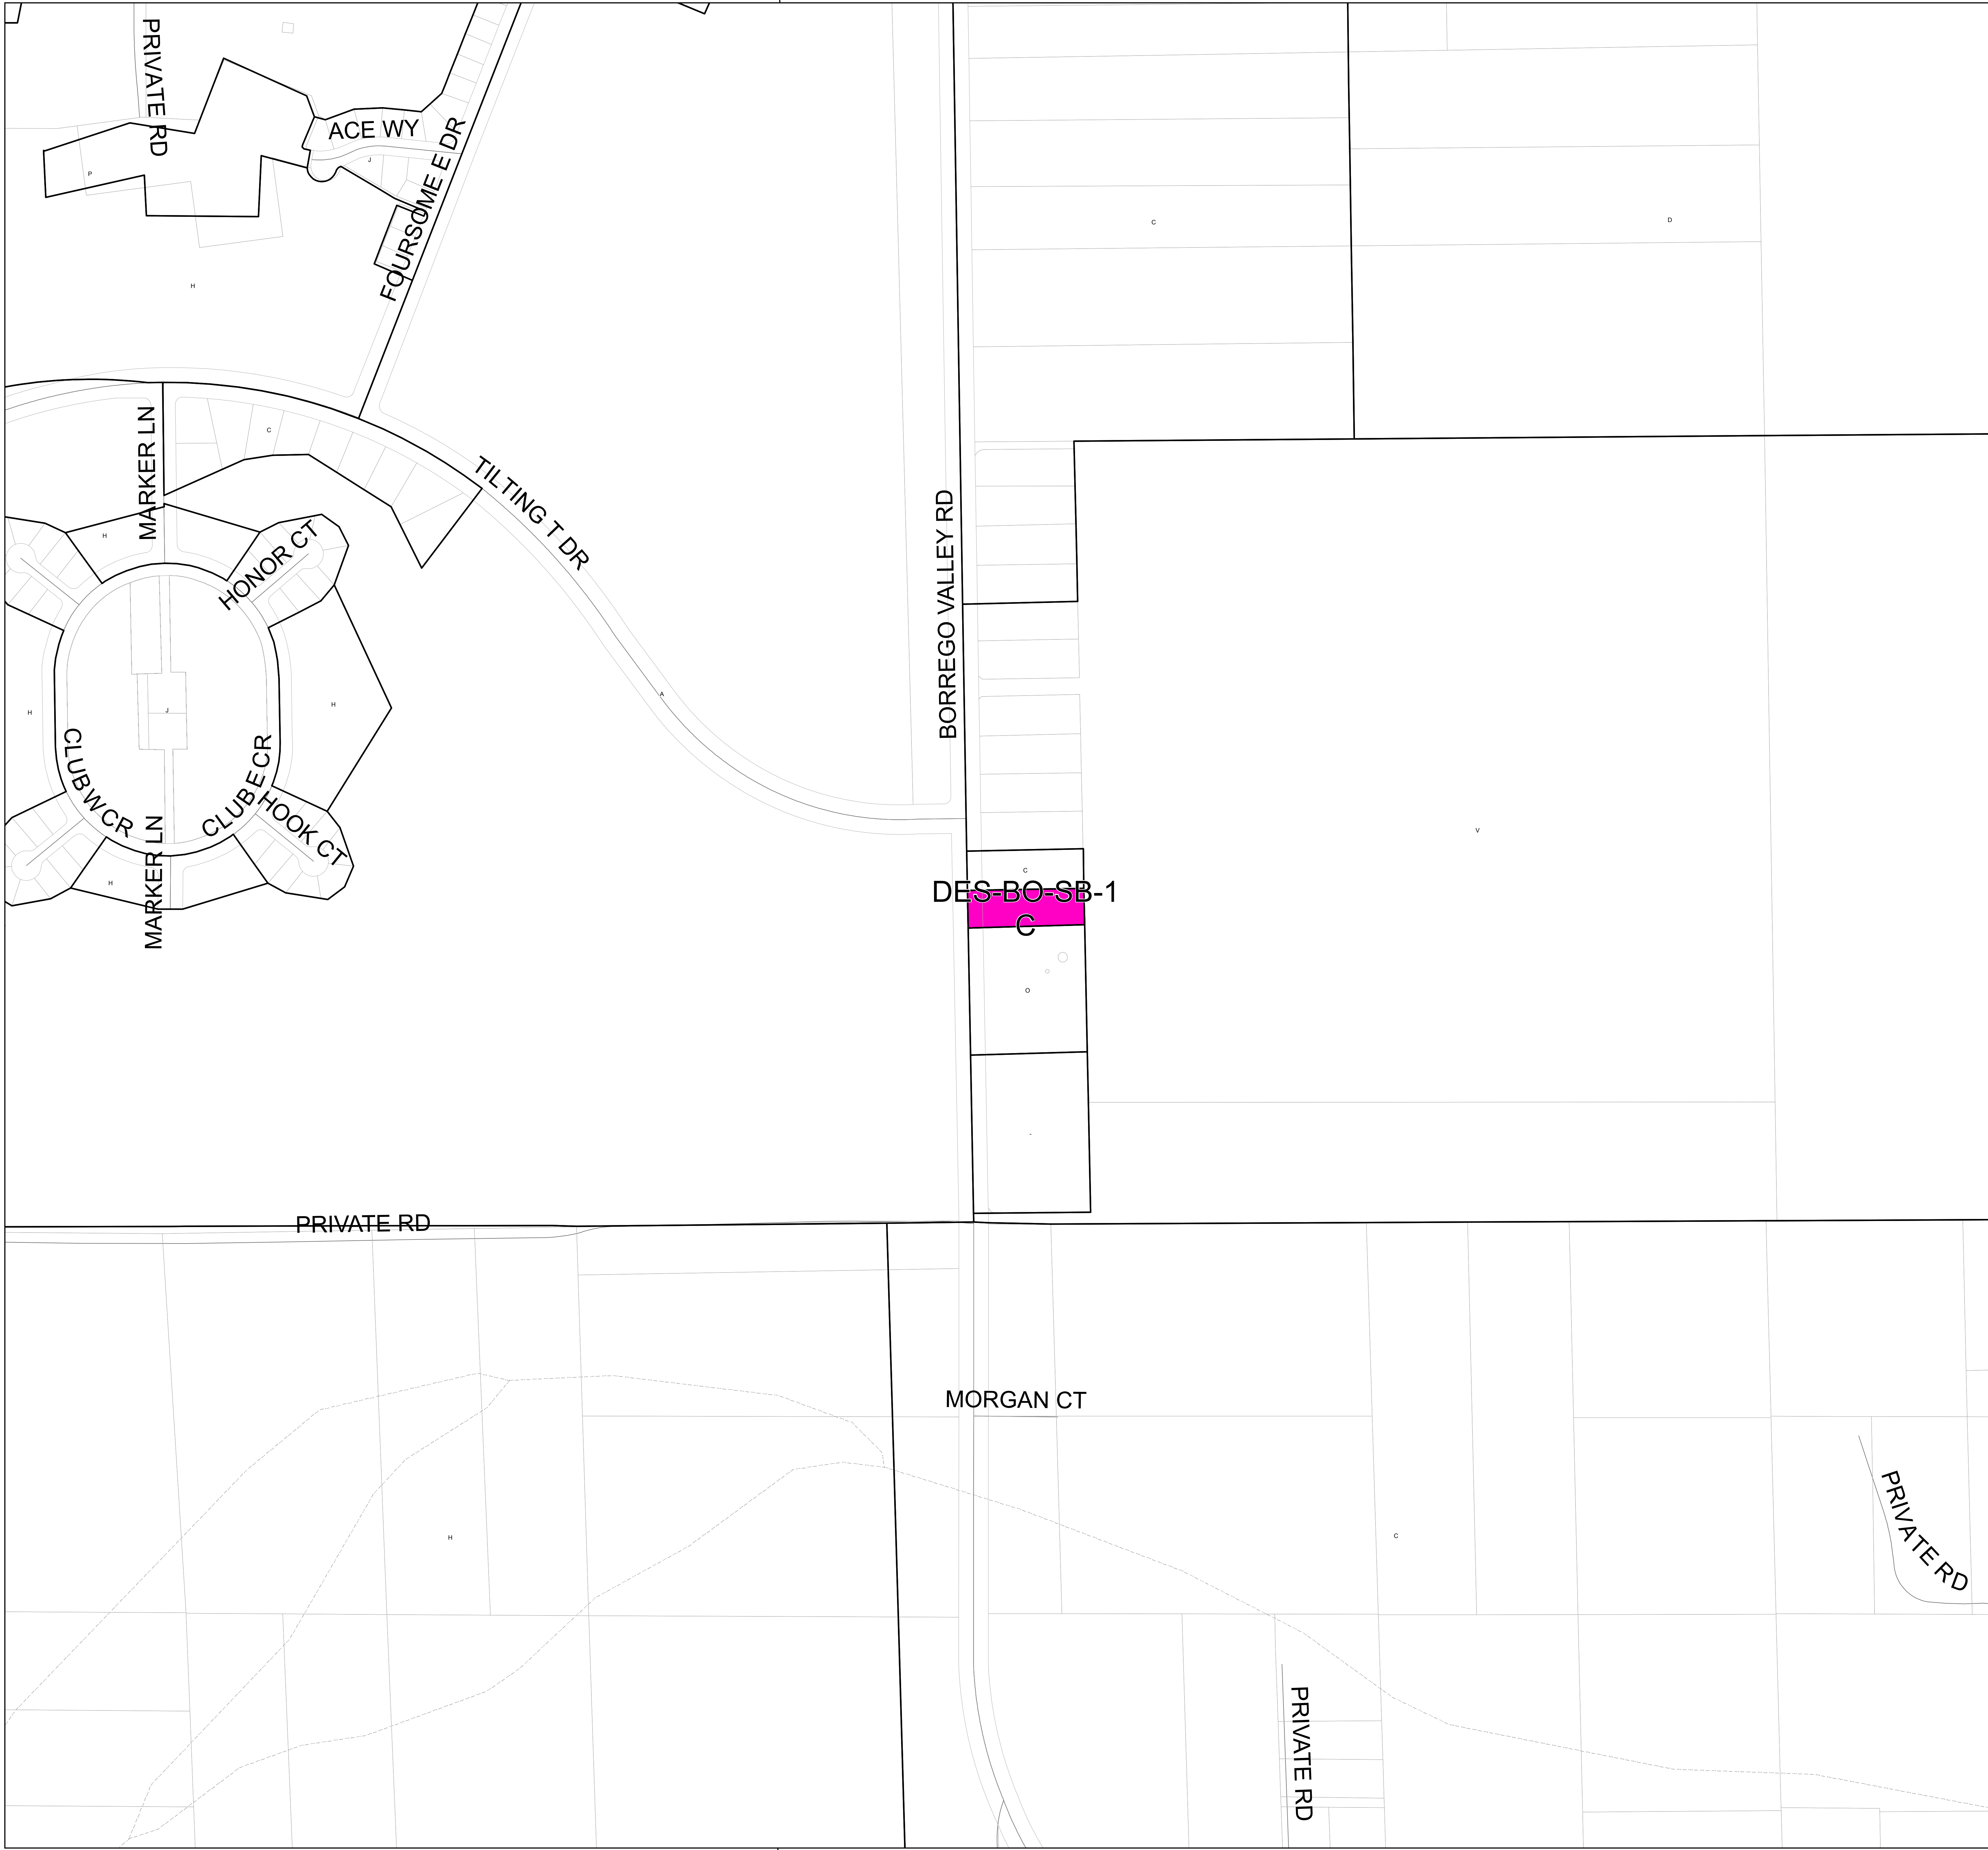 PRIVATE RD
ACE WY
J
FOURSOME E DR
P
C
D
H
MARKER LN
C
TILTING T DR
BORREGO VALLEY RD
H
HONOR CT
A
H
H
J
CLUB W CR
CLUB E CR
HOOK CT
MARKER LN
V
H
C
DES-BO-SB-1
C
O
-
PRIVATE RD
MORGAN CT
H
C
PRIVATE RD
PRIVATE RD